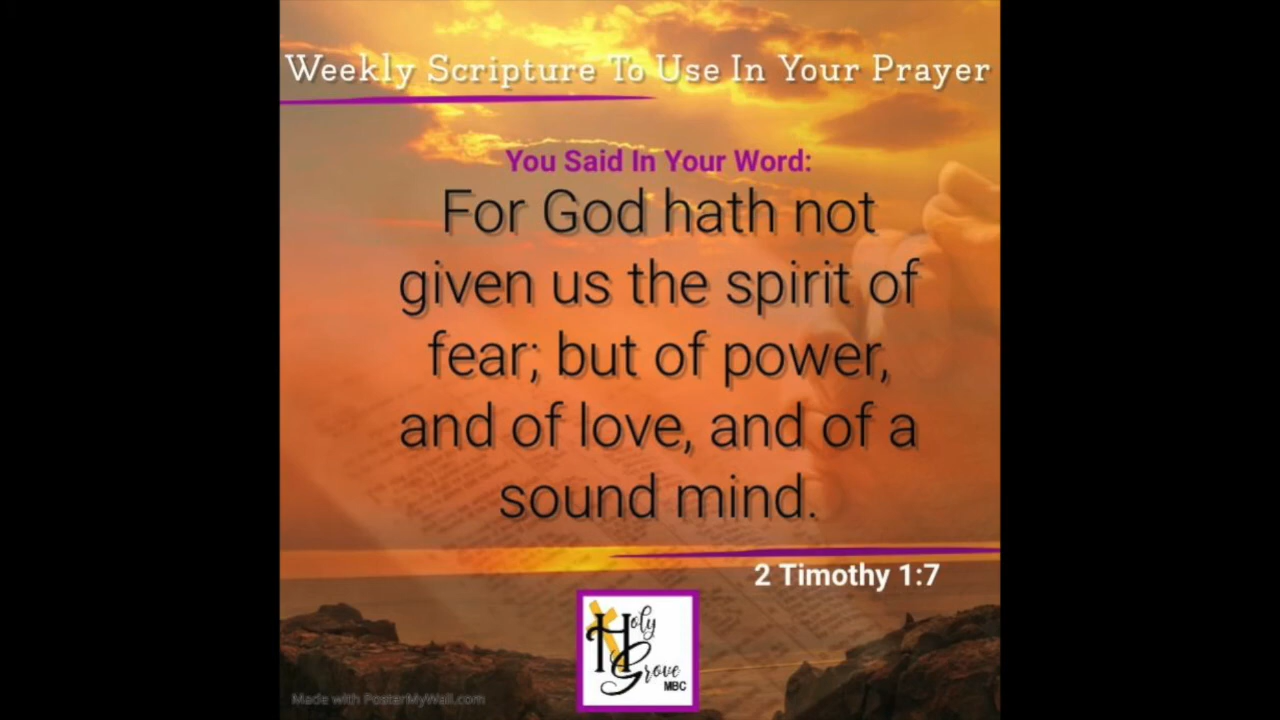 Weekly Scripture To Use In Your Prayer
You Said In Your Word:
For God hath not
given us the spirit of
fear; but of power,
and of love, and of a
sound mind.
2 Timothy 1:7
Holy
Grove
MBC
Made with PosterMyWall.com